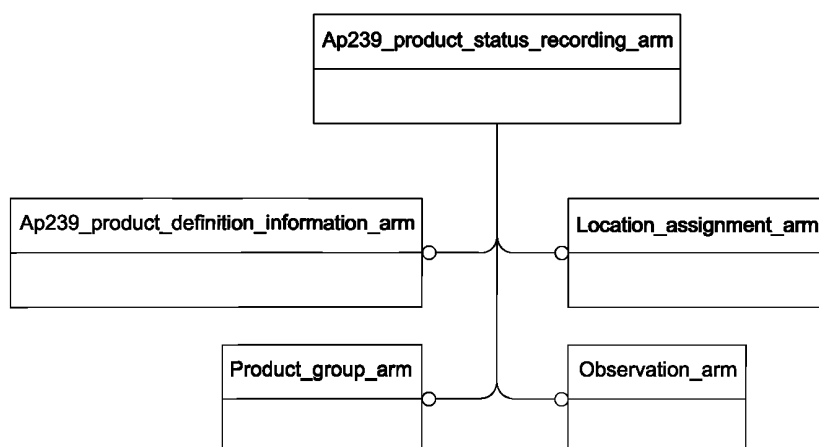 Ap239_product_status_recording_arm
Ap239_product_definition_information_arm
Location_assignment_arm
Product_group_arm
Observation_arm